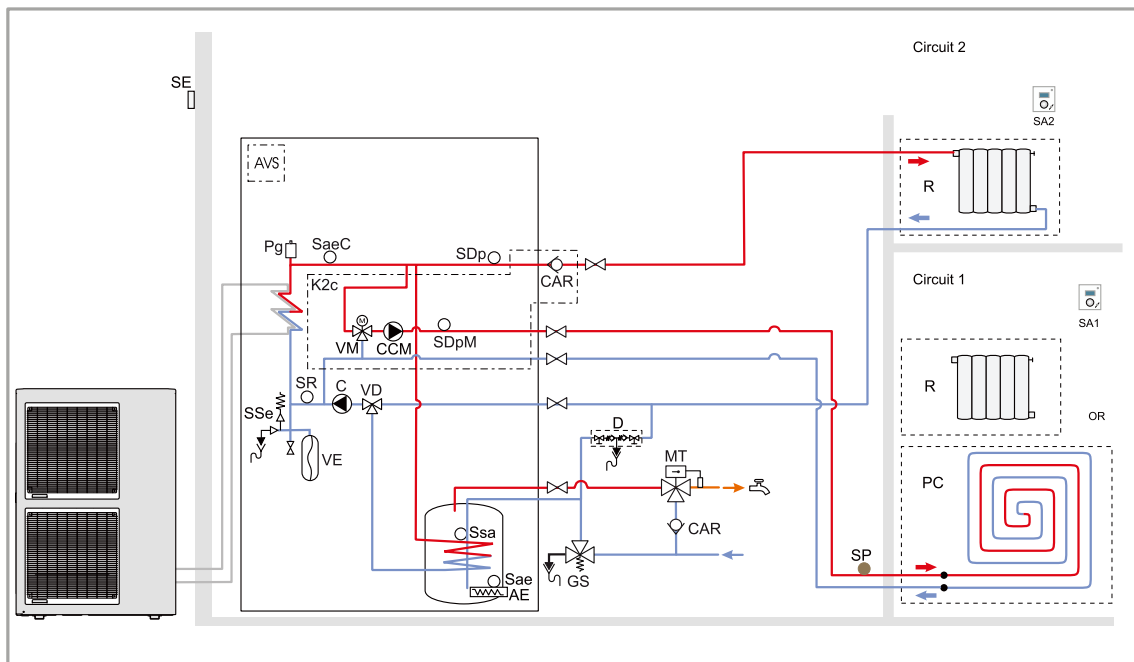 Circuit 2
SE
SA2
AVS
R
Pg
SaeC
SDp
CAR
K2c
Circuit 1
SA1
M
VM
CCM
SDpM
SR
C
VD
R
SSe
VE
D
OR
MT
PC
Ssa
CAR
SP
Sae
AE
GS